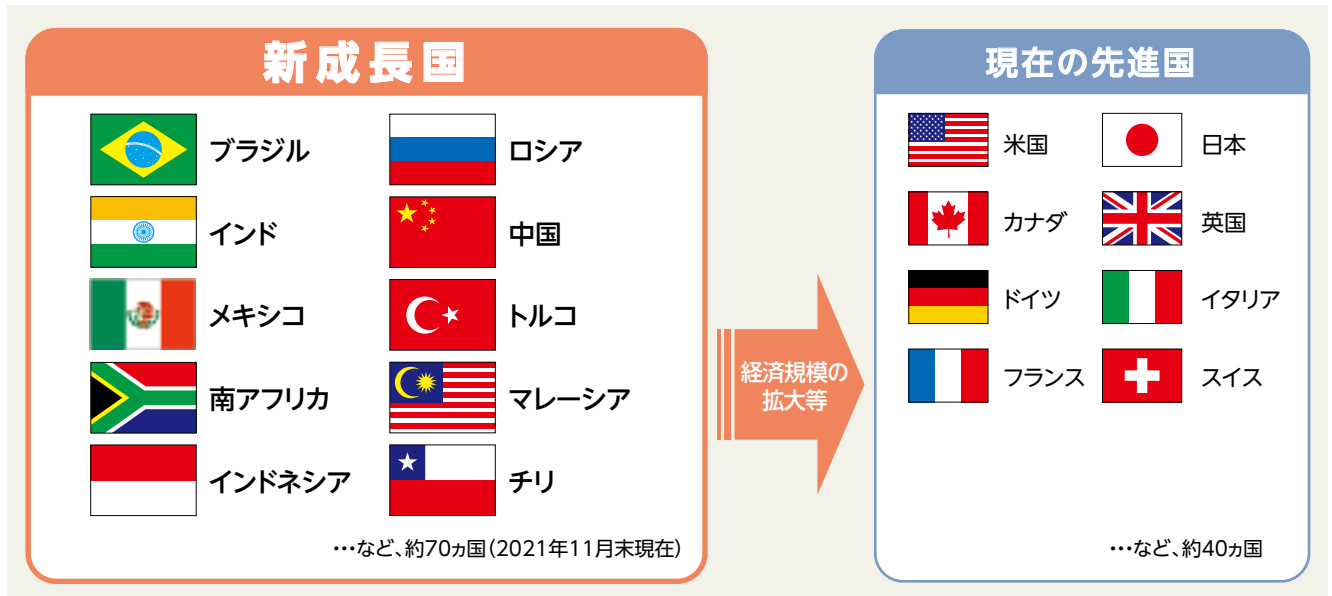 新成長国
ブラジル
ロシア
インド
中国
メキシコ
トルコ
南アフリカ
マレーシア
インドネシア
チリ
…など、約70ヵ国（2021年11月末現在）
経済規模の
拡大等
現在の先進国
米国
日本
カナダ
英国
ドイツ
イタリア
フランス
スイス
…など、約40ヵ国